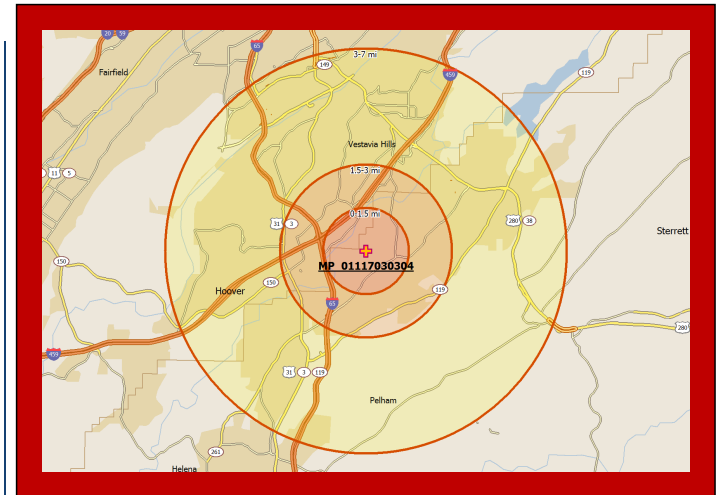 20 59
65
3-7 mi
149
Fairfield
459
119
Vestavia Hills
1.5-3 mi
11 5
0-1.5 mi
31 3
280 38
Sterrett
150
MP_01117030304
Hoover
150
119
65
280
459
31 3 119
Pelham
261
Helena